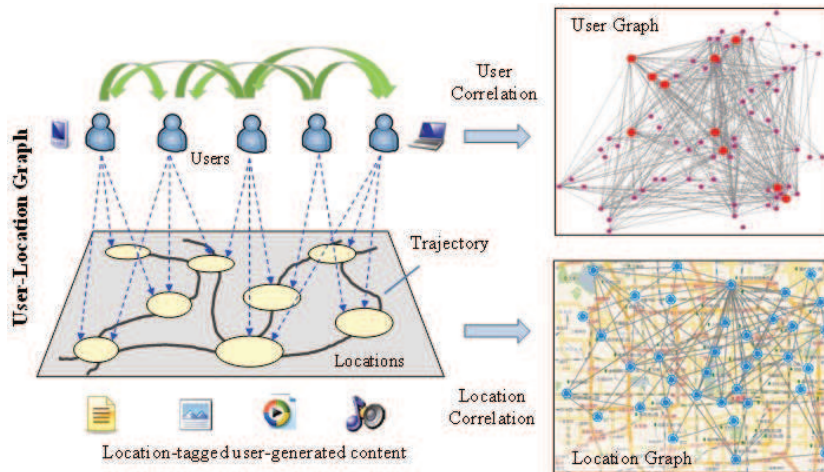 User-Location Graph
Users
Trajectory
Locations
Location-tagged user-generated content
User
Correlation
User Graph
Location
Correlation
Location Graph